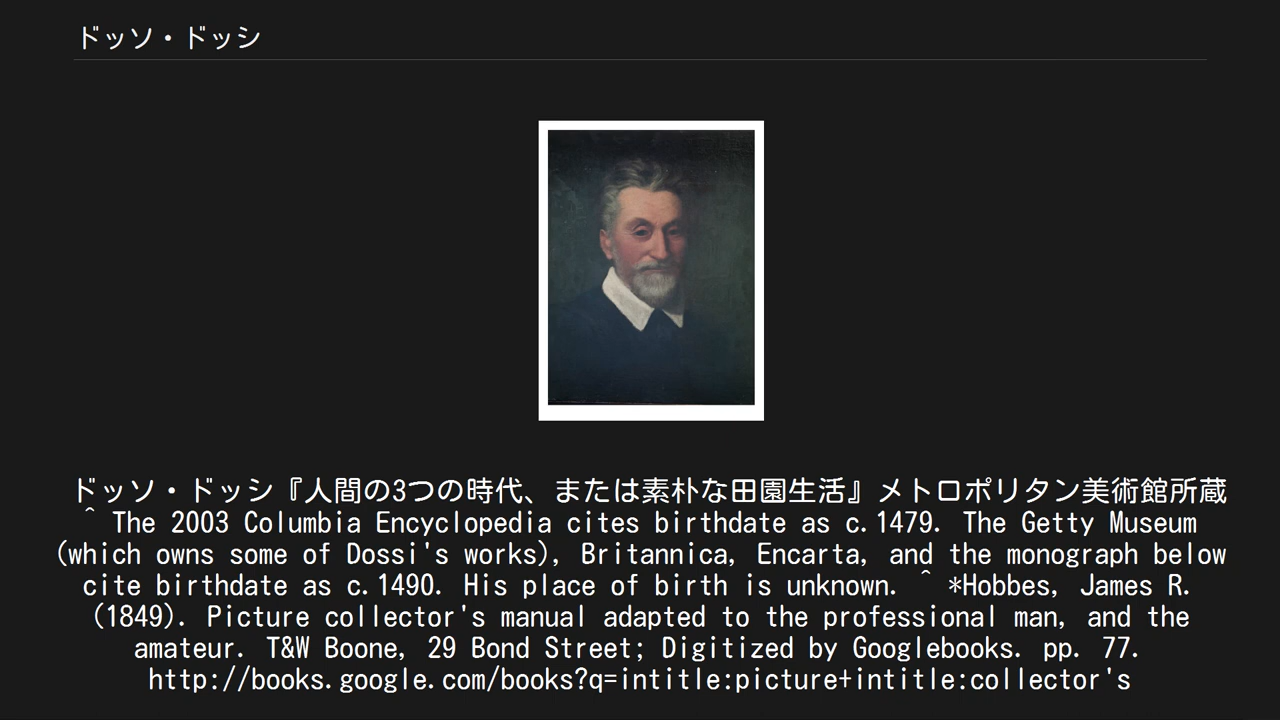 ドッソ・ドッシ
ドッソ・ドッシ『人間の3つの時代、または素朴な田園生活』メトロポリタン美術館所蔵
^ The 2003 Columbia Encyclopedia cites birthdate as c.1479. The Getty Museum
(which owns some of Dossi's works), Britannica, Encarta, and the monograph below
cite birthdate as c.1490. His place of birth is unknown. ^ *Hobbes, James R.
(1849). Picture collector's manual adapted to the professional man, and the
amateur. T&W Boone, 29 Bond Street; Digitized by Googlebooks. pp. 77.
http://books.google.com/books?q=intitle:picture+intitle:collector's